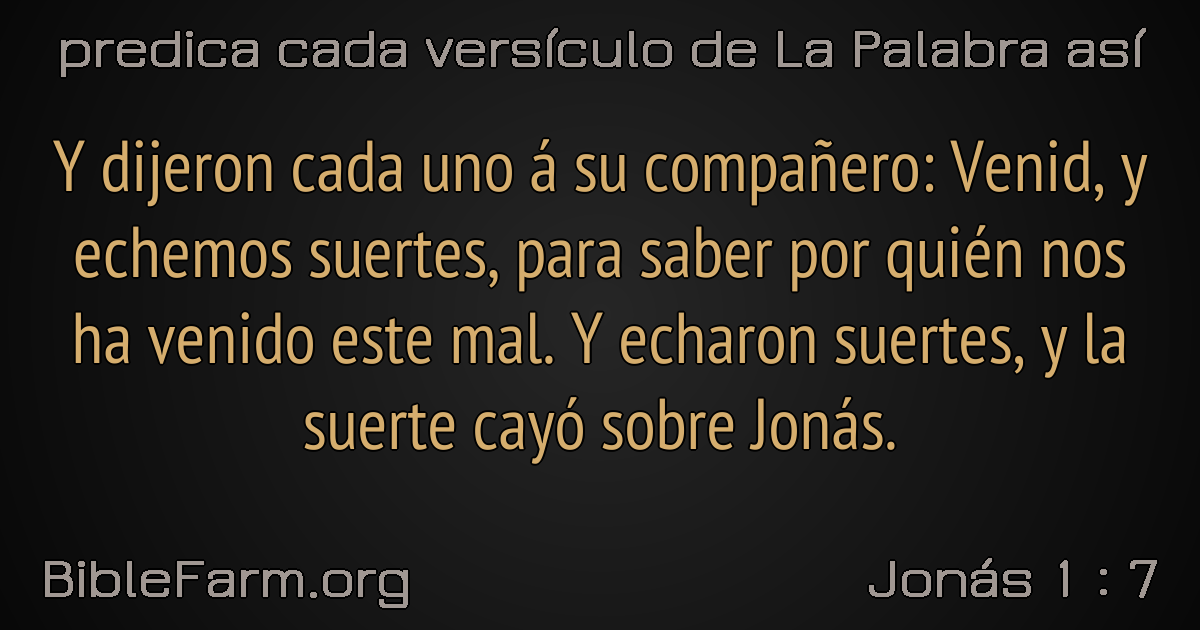 predica cada versículo de La Palabra así
Y dijeron cada uno á su compañero: Venid, y
echemos suertes, para saber por quién nos
ha venido este mal. Y echaron suertes, y la
suerte cayó sobre Jonás.
BibleFarm.org
Jonás 1 : 7